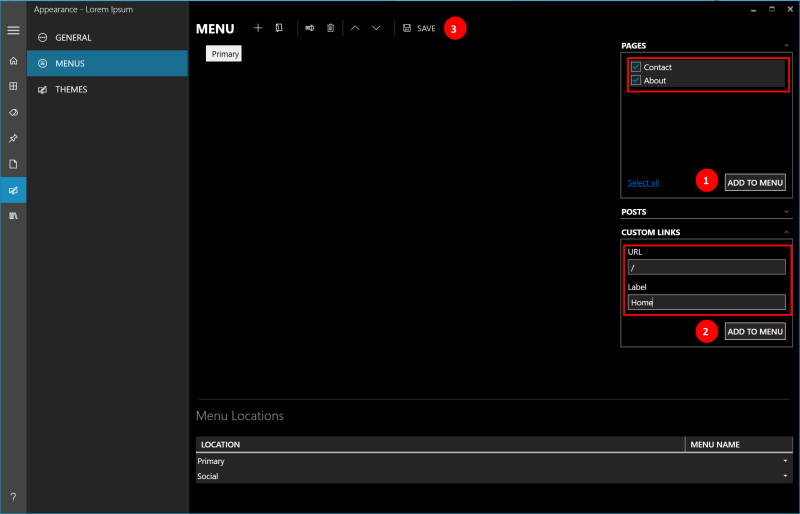 Appearance - Lorem Ipsum
GENERAL
MENUS
THEMES
MENU
SAVE
3
Primary
PAGES
Contact
About
Select all
1
ADD TO MENU
POSTS
CUSTOM LINKS
URL
/
Label
Home
2
ADD TO MENU
Menu Locations
LOCATION MENU NAME
Primary
Social
?